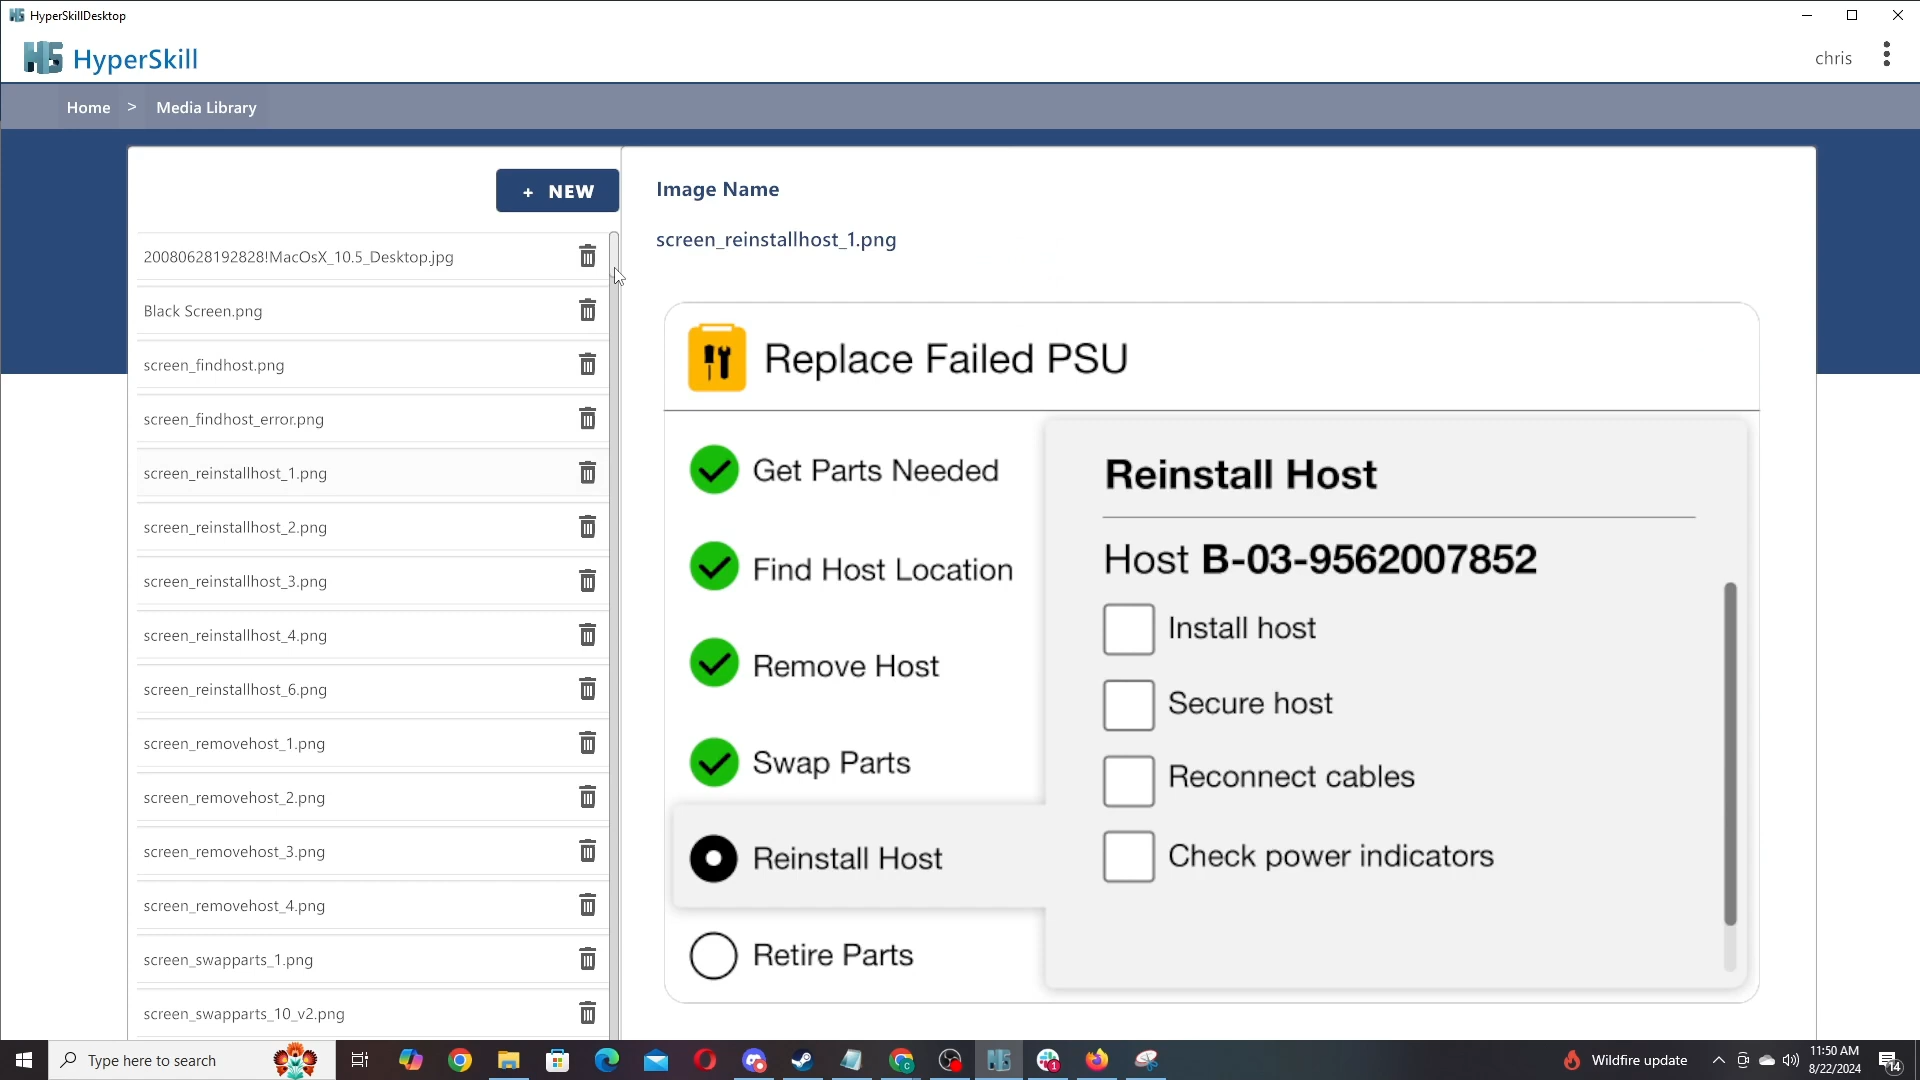 HyperSkillDesktop
HyperSkill
chris
Home > Media Library
+ NEW
20080628192828!MacOsX_10.5_Desktop.jpg
Black Screen.png
screen_findhost.png
screen_findhost_error.png
screen_reinstallhost_1.png
screen_reinstallhost_2.png
screen_reinstallhost_3.png
screen_reinstallhost_4.png
screen_reinstallhost_6.png
screen_removehost_1.png
screen_removehost_2.png
screen_removehost_3.png
screen_removehost_4.png
screen_swapparts_1.png
screen_swapparts_10_v2.png
Image Name
screen_reinstallhost_1.png
Replace Failed PSU
Get Parts Needed
Find Host Location
Remove Host
Swap Parts
Reinstall Host
Retire Parts
Reinstall Host
Host B-03-9562007852
Install host
Secure host
Reconnect cables
Check power indicators
Type here to search
1
Wildfire update
11:50 AM
8/22/2024
14